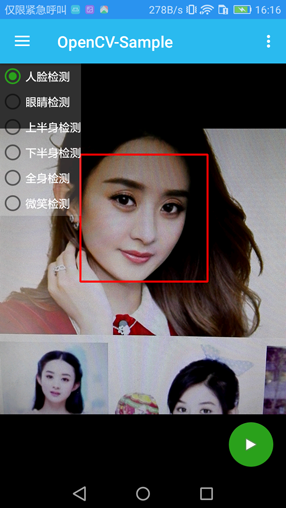 仅限紧急呼叫 278B/s 16:16
OpenCV-Sample
人脸检测
眼睛检测
上半身检测
下半身检测
全身检测
微笑检测